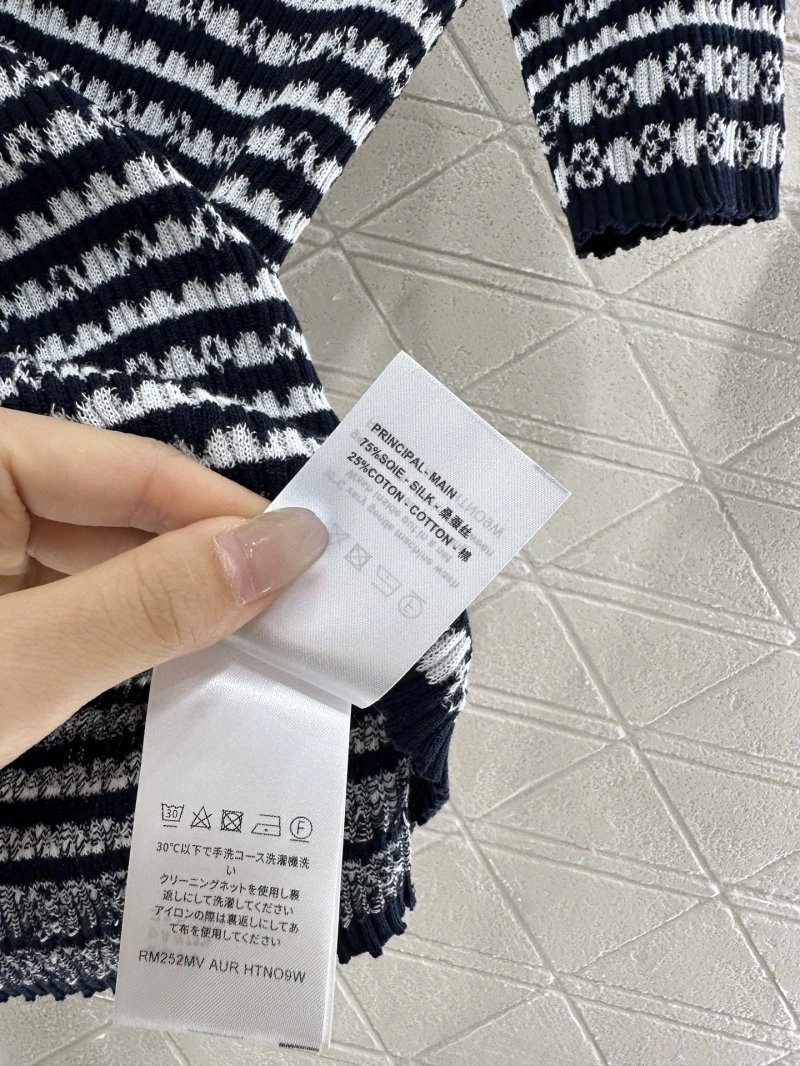 PRINCIPAL - MAIN
75%SOIE - SILK - 桑蚕丝
25%COTON - COTTON - 棉
F
30
F
30℃以下で手洗コース洗濯機洗
い
クリーニングネットを使用し裏
返しにして洗濯してください
アイロンの際は裏返しにしてあ
て布を使用してください
RM252MV AUR HTNO9W